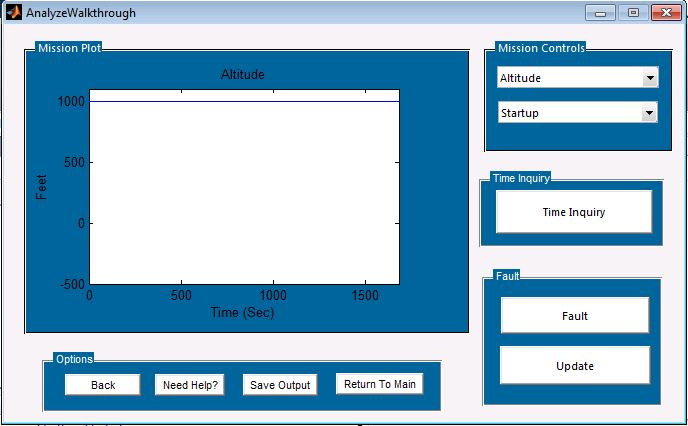 AnalyzeWalkthrough
Mission Plot
Altitude
1000
500
0
-500
Feet
0 500 1000 1500
Time (Sec)
Mission Controls
Altitude
Startup
Time Inquiry
Time Inquiry
Fault
Fault
Update
Options
Back Need Help? Save Output Return To Main